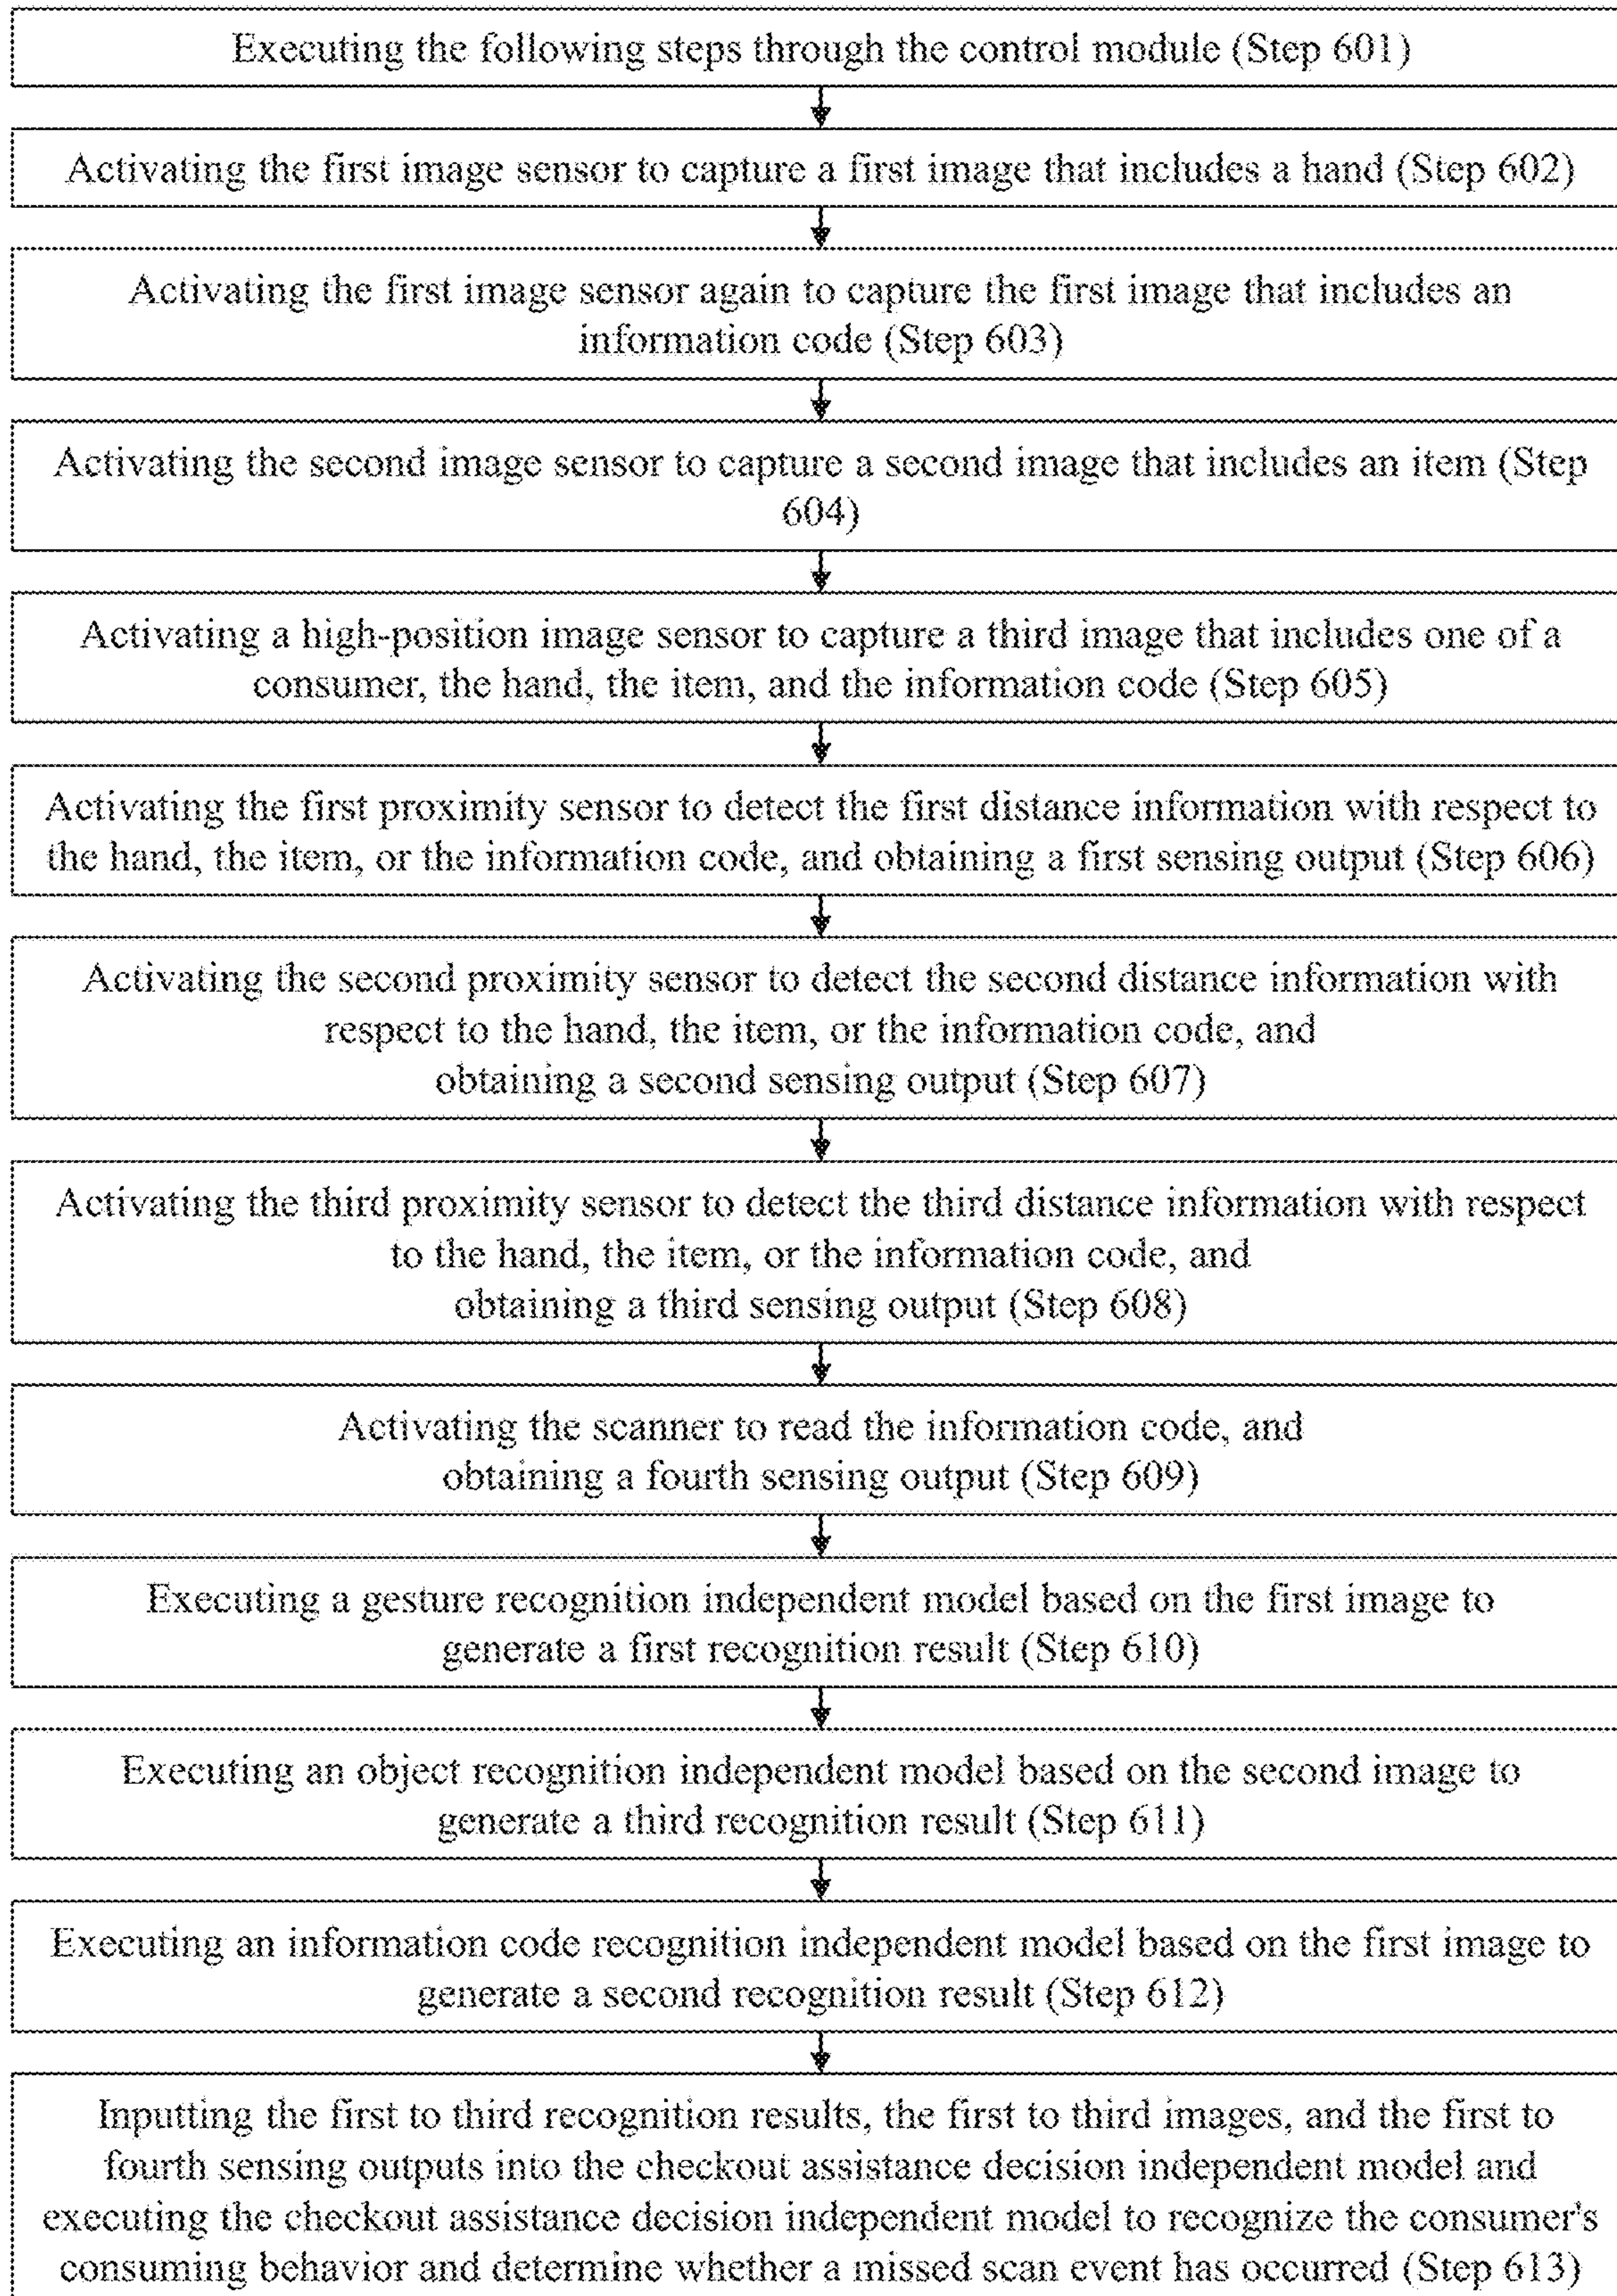 Executing the following steps through the control module (Step 601)
Activating the first image sensor to capture a first image that includes a hand (Step 602)
Activating the first image sensor again to capture the first image that includes an
information code (Step 603)
Activating the second image sensor to capture a second image that includes an item (Step
604)
Activating a high-position image sensor to capture a third image that includes one of a
consumer, the hand, the item, and the information code (Step 605)
Activating the first proximity sensor to detect the first distance information with respect to
the hand, the item, or the information code, and obtaining a first sensing output (Step 606)
Activating the second proximity sensor to detect the second distance information with
respect to the hand, the item, or the information code, and
obtaining a second sensing output (Step 607)
Activating the third proximity sensor to detect the third distance information with respect
to the hand, the item, or the information code, and
obtaining a third sensing output (Step 608)
Activating the scanner to read the information code, and
obtaining a fourth sensing output (Step 609)
Executing a gesture recognition independent model based on the first image to
generate a first recognition result (Step 610)
Executing an object recognition independent model based on the second image to
generate a third recognition result (Step 611)
Executing an information code recognition independent model based on the first image to
generate a second recognition result (Step 612)
Inputting the first to third recognition results, the first to third images, and the first to
fourth sensing outputs into the checkout assistance decision independent model and
executing the checkout assistance decision independent model to recognize the consumer's
consuming behavior and determine whether a missed scan event has occurred (Step 613)